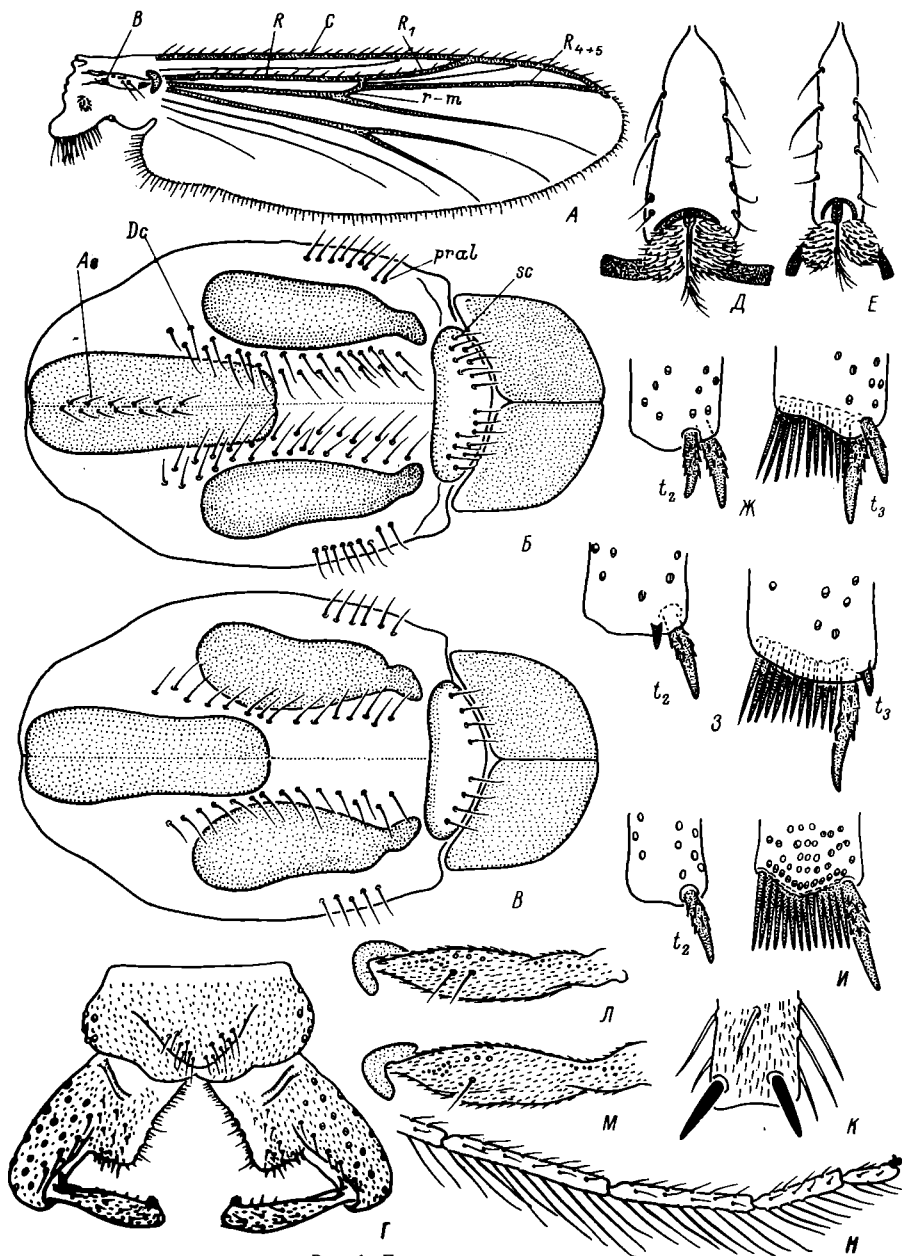 B R C R₁ R₄₊₅
r-m
А
Д Е
Dc
Ac pral
sc
Б
t₂ Ж t₃
t₂ З t₃
В
t₂ И
Л
М К
Г Н